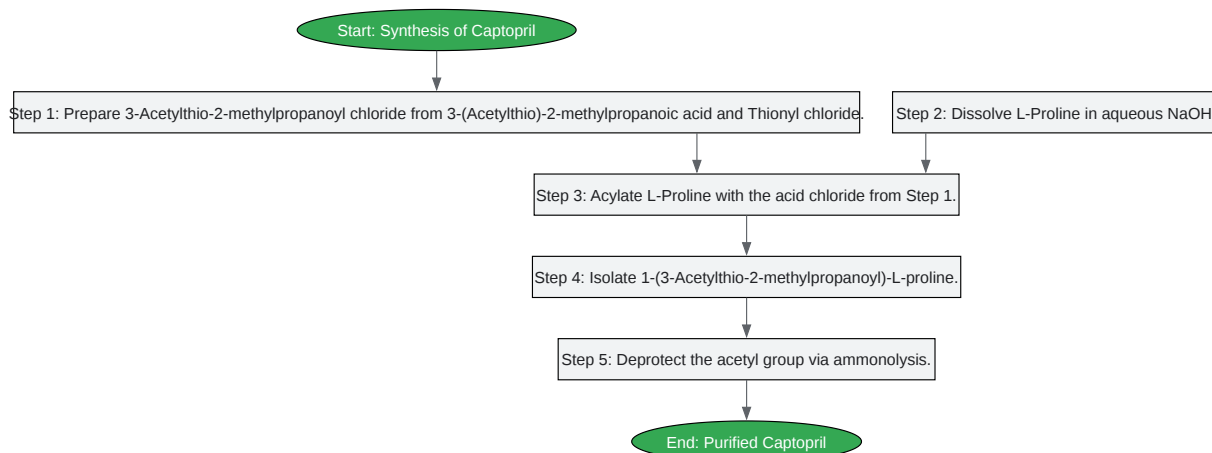 Start: Synthesis of Captopril
Step 1: Prepare 3-Acetylthio-2-methylpropanoyl chloride from 3-(Acetylthio)-2-methylpropanoic acid and Thionyl chloride.
Step 2: Dissolve L-Proline in aqueous NaOH
Step 3: Acylate L-Proline with the acid chloride from Step 1.
Step 4: Isolate 1-(3-Acetylthio-2-methylpropanoyl)-L-proline.
Step 5: Deprotect the acetyl group via ammonolysis.
End: Purified Captopril